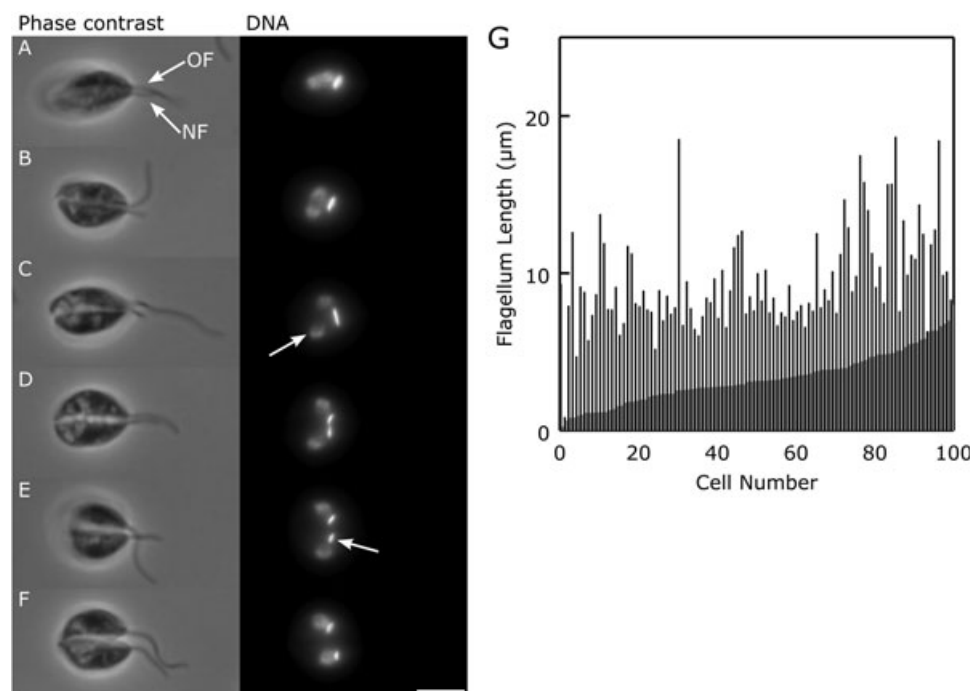 Phase contrast DNA
A
OF
NF
B
C
D
E
F
G
Flagellum Length (μm)
20
10
0
0 20 40 60 80 100
Cell Number